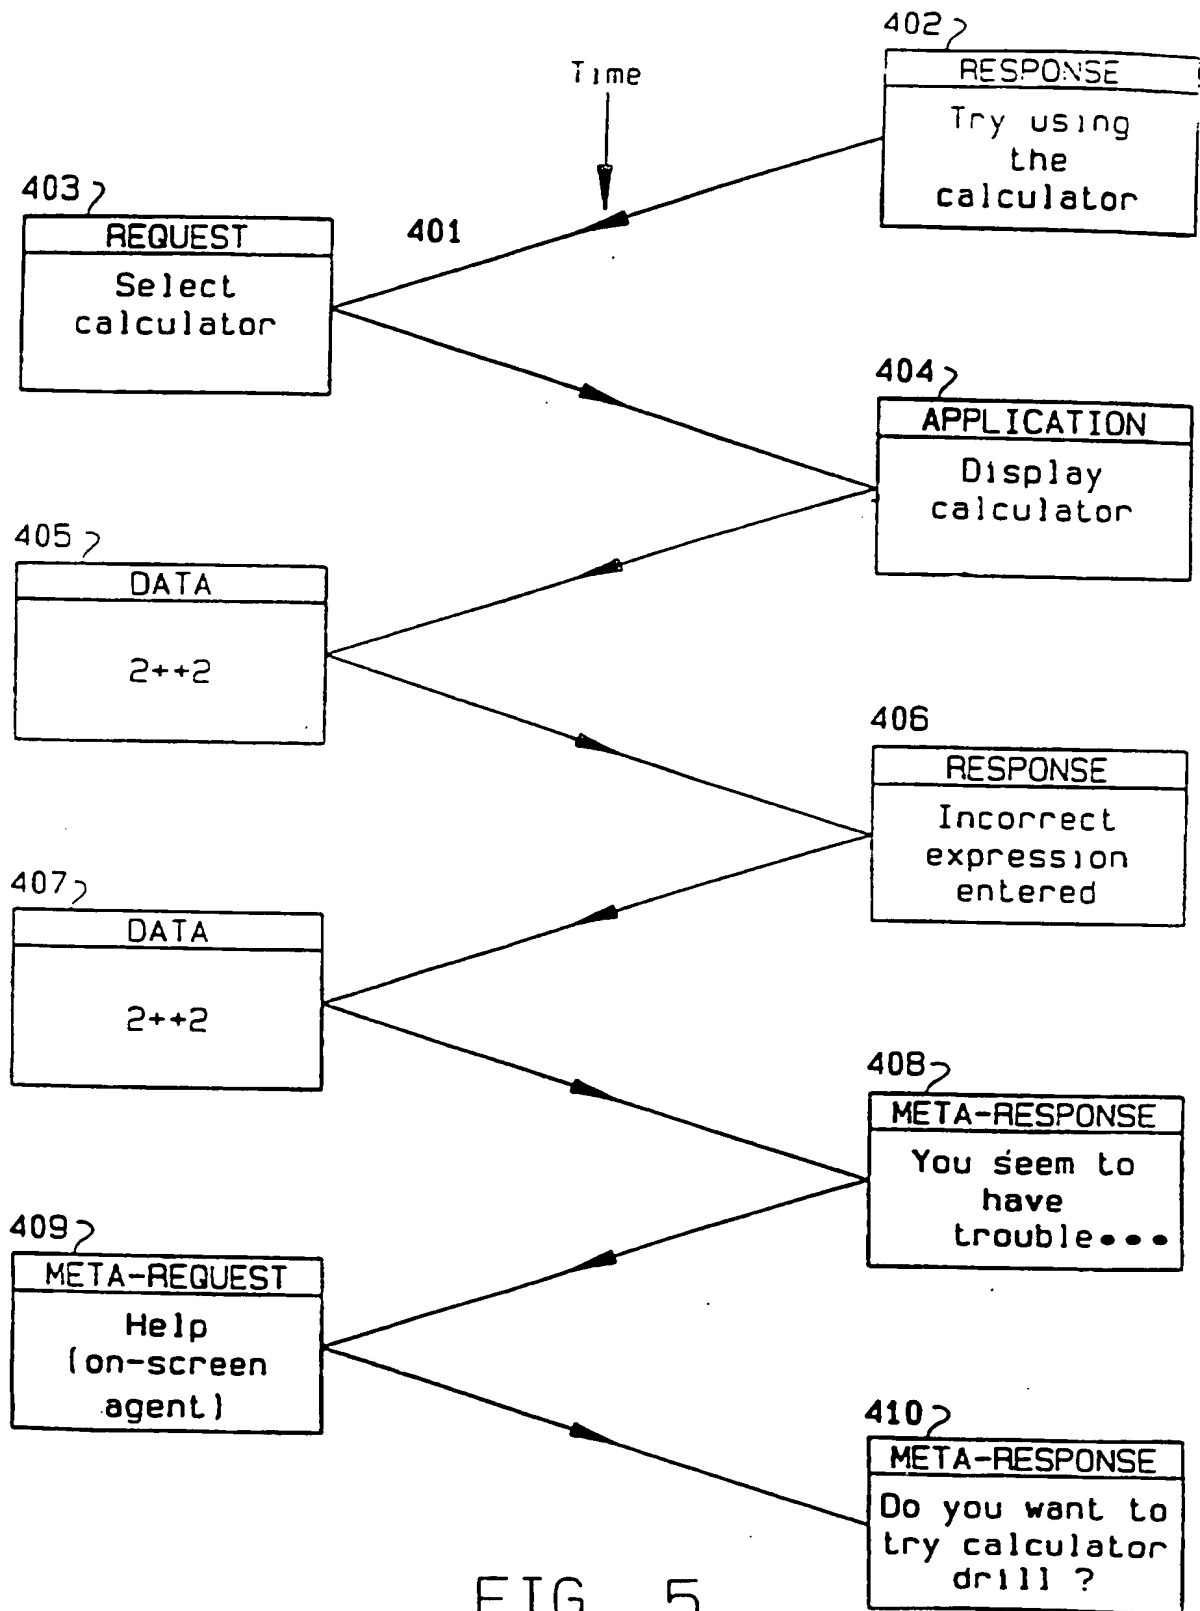 402
RESPONSE
Try using
the
calculator
Time
403
REQUEST
Select
calculator
401
404
APPLICATION
Display
calculator
405
DATA
2++2
406
RESPONSE
Incorrect
expression
entered
407
DATA
2++2
408
META-RESPONSE
You seem to
have
trouble•••
409
META-REQUEST
Help
(on-screen
agent)
410
META-RESPONSE
Do you want to
try calculator
drill ?
FIG. 5